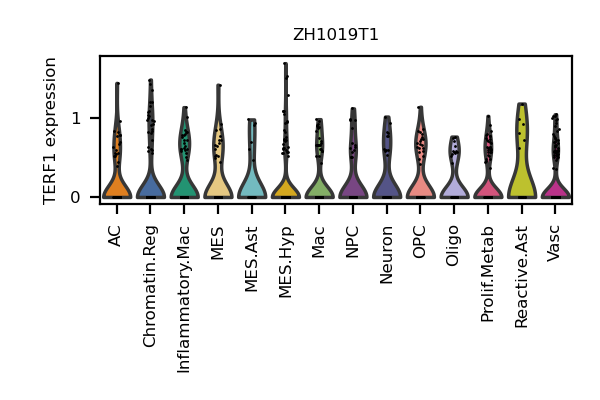 ZH1019T1
TERF1 expression
1
0
AC
Chromatin.Reg
Inflammatory.Mac
MES
MES.Ast
MES.Hyp
Mac
NPC
Neuron
OPC
Oligo
Prolif.Metab
Reactive.Ast
Vasc